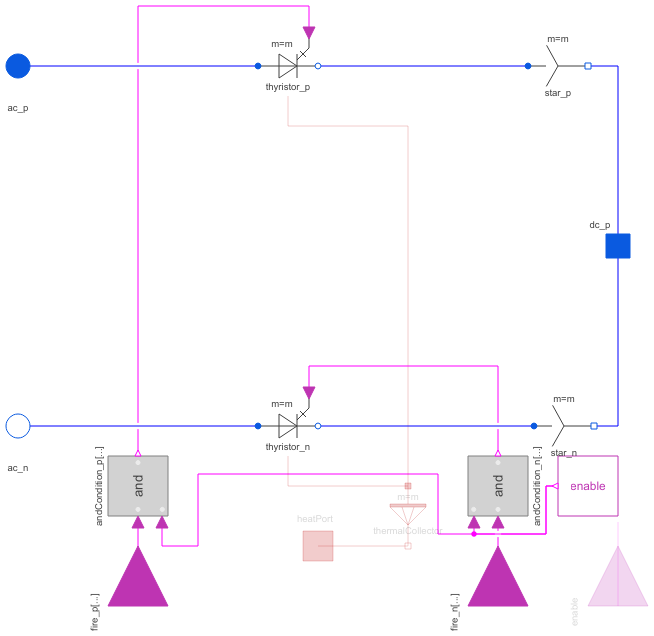 m=m
m=m
thyristor_p
star_p
ac_p
dc_p
m=m
m=m
thyristor_n
star_n
ac_n
andCondition_p[...]
and
andCondition_n[...]
and
enable
m=m
heatPort
thermalCollector
fire_p[...]
fire_n[...]
enable